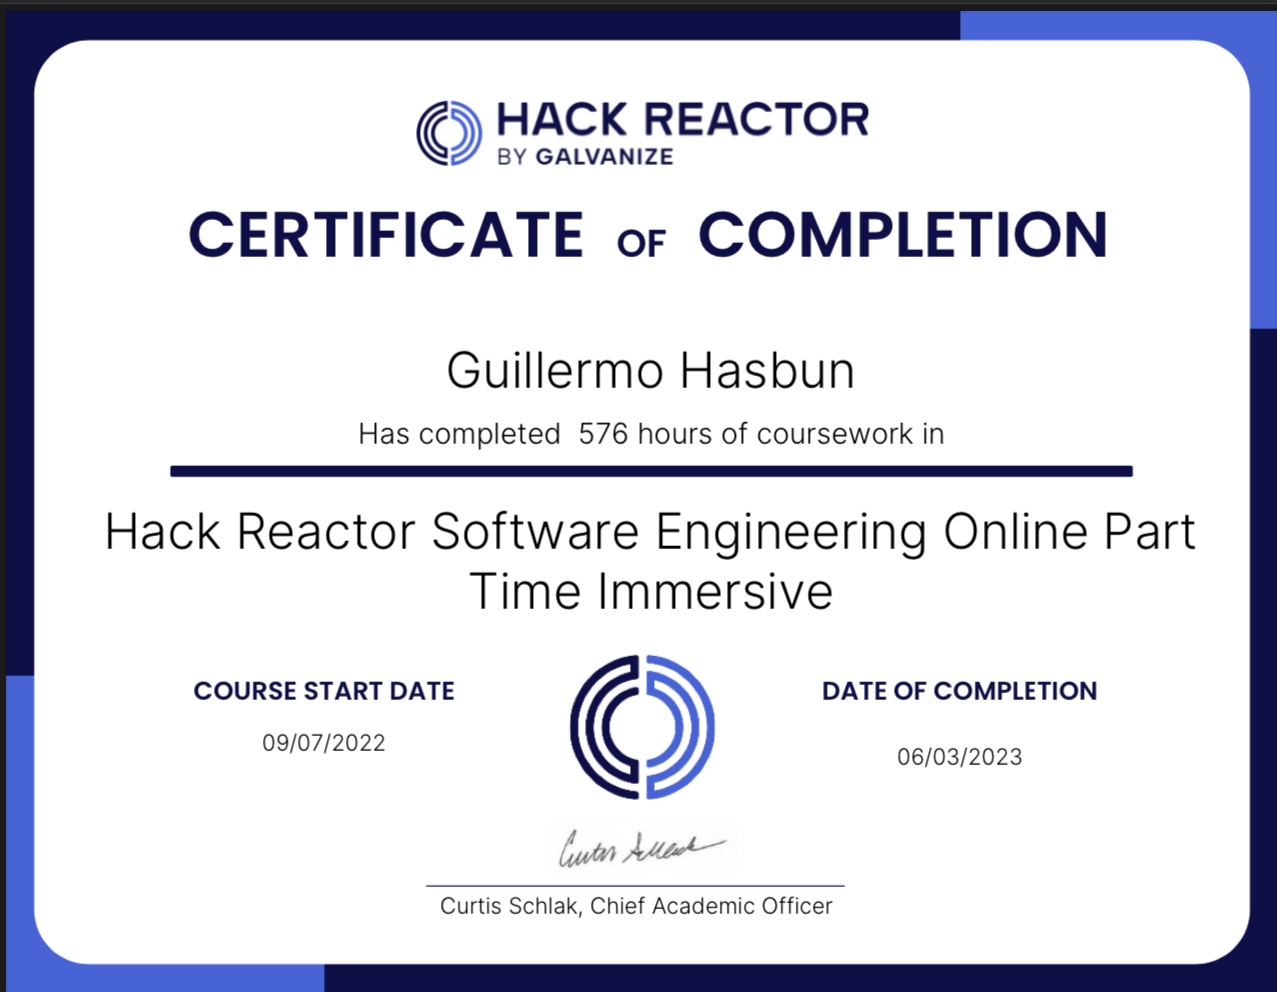 HACK REACTOR
BY GALVANIZE
CERTIFICATE OF COMPLETION
Guillermo Hasbun
Has completed 576 hours of coursework in
Hack Reactor Software Engineering Online Part
Time Immersive
COURSE START DATE
09/07/2022
DATE OF COMPLETION
06/03/2023
Curtis Schlak
Curtis Schlak, Chief Academic Officer